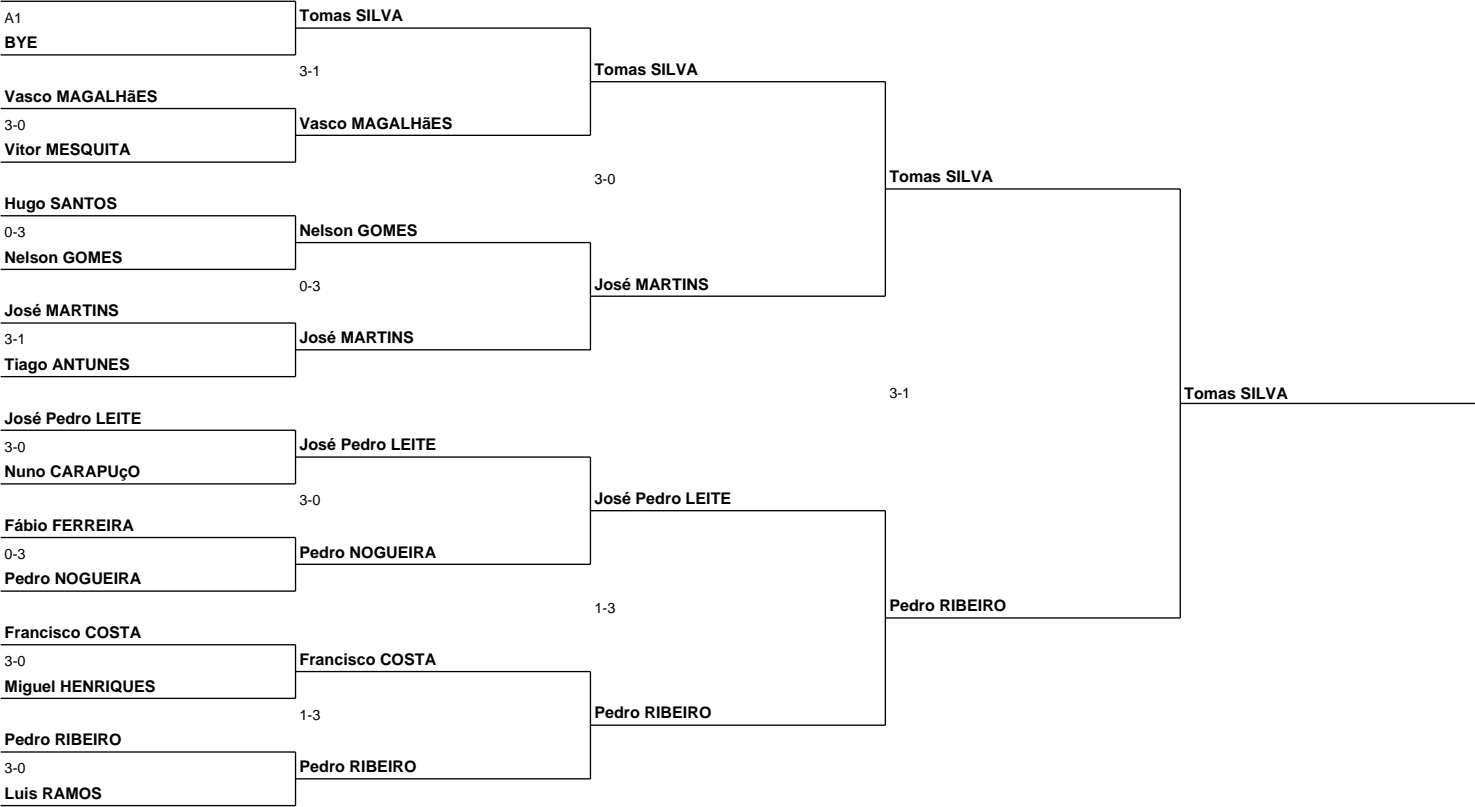 A1
BYE
Vasco MAGALHãES
3-0
Vitor MESQUITA
Hugo SANTOS
0-3
Nelson GOMES
José MARTINS
3-1
Tiago ANTUNES
José Pedro LEITE
3-0
Nuno CARAPUçO
Fábio FERREIRA
0-3
Pedro NOGUEIRA
Francisco COSTA
3-0
Miguel HENRIQUES
Pedro RIBEIRO
3-0
Luis RAMOS
Tomas SILVA
3-1
Vasco MAGALHãES
Nelson GOMES
0-3
José MARTINS
José Pedro LEITE
3-0
Pedro NOGUEIRA
Francisco COSTA
1-3
Pedro RIBEIRO
Tomas SILVA
3-0
José MARTINS
José Pedro LEITE
1-3
Pedro RIBEIRO
Tomas SILVA
3-1
Pedro RIBEIRO
Tomas SILVA